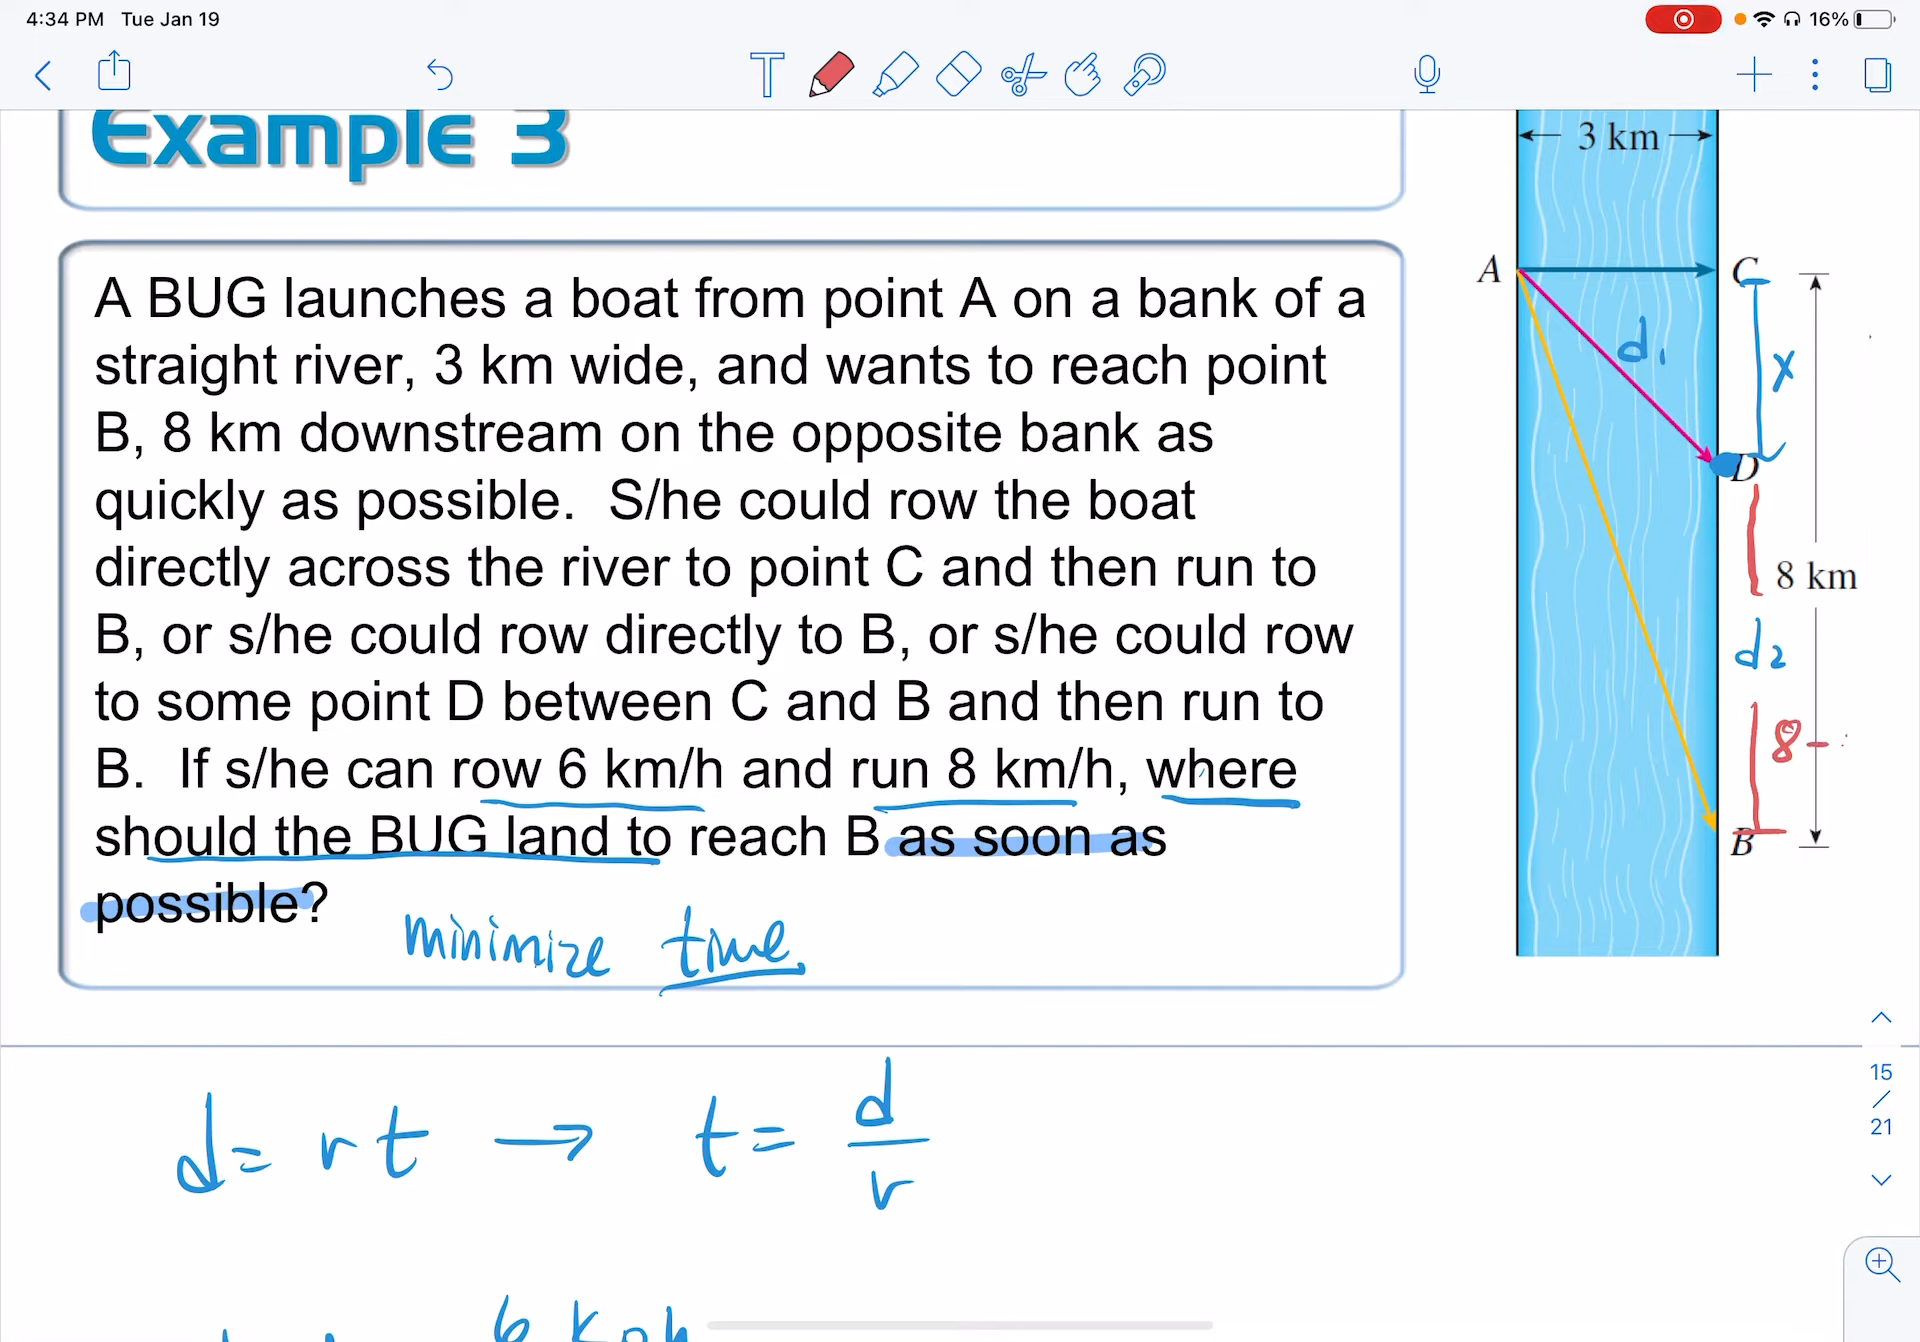 4:34 PM Tue Jan 19
16%
Example 3
3 km
A BUG launches a boat from point A on a bank of a
straight river, 3 km wide, and wants to reach point
B, 8 km downstream on the opposite bank as
quickly as possible. S/he could row the boat
directly across the river to point C and then run to
B, or s/he could row directly to B, or s/he could row
to some point D between C and B and then run to
B. If s/he can row 6 km/h and run 8 km/h, where
should the BUG land to reach B as soon as
possible?
minimize time
A
C
d1
x
D
8 km
d2
8 -
B
d = rt → t = d/r
6 kph
15
/
21